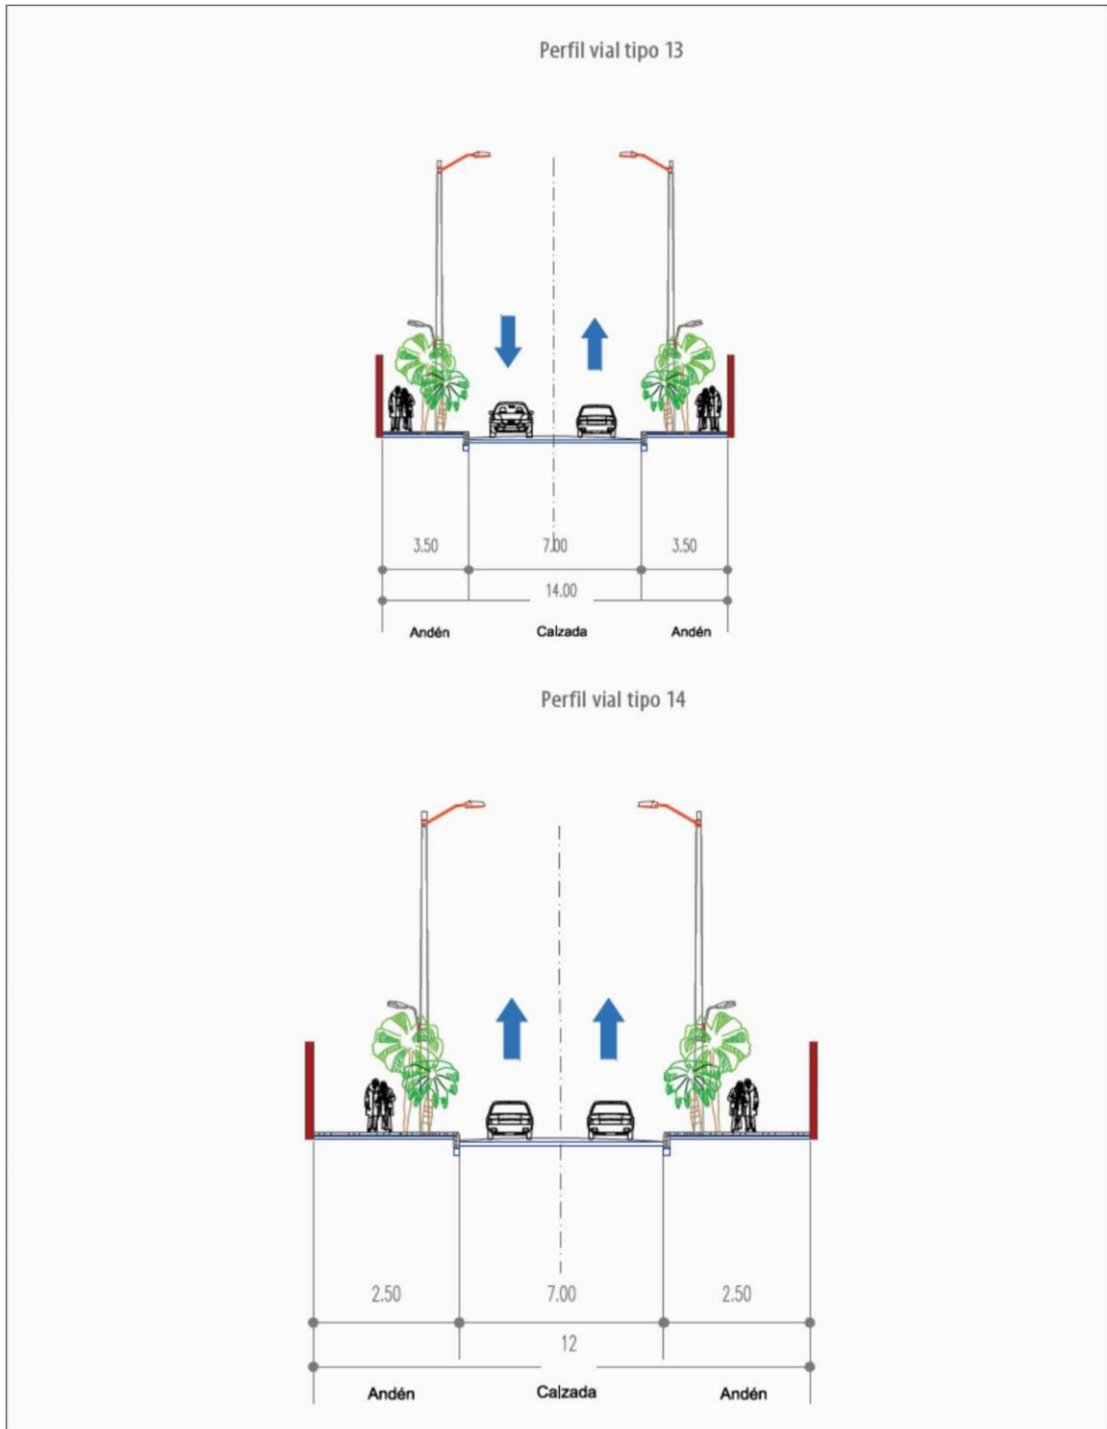 Perfil vial tipo 13
3.50 7.00 3.50
14.00
Andén Calzada Andén
Perfil vial tipo 14
2.50 7.00 2.50
12
Andén Calzada Andén